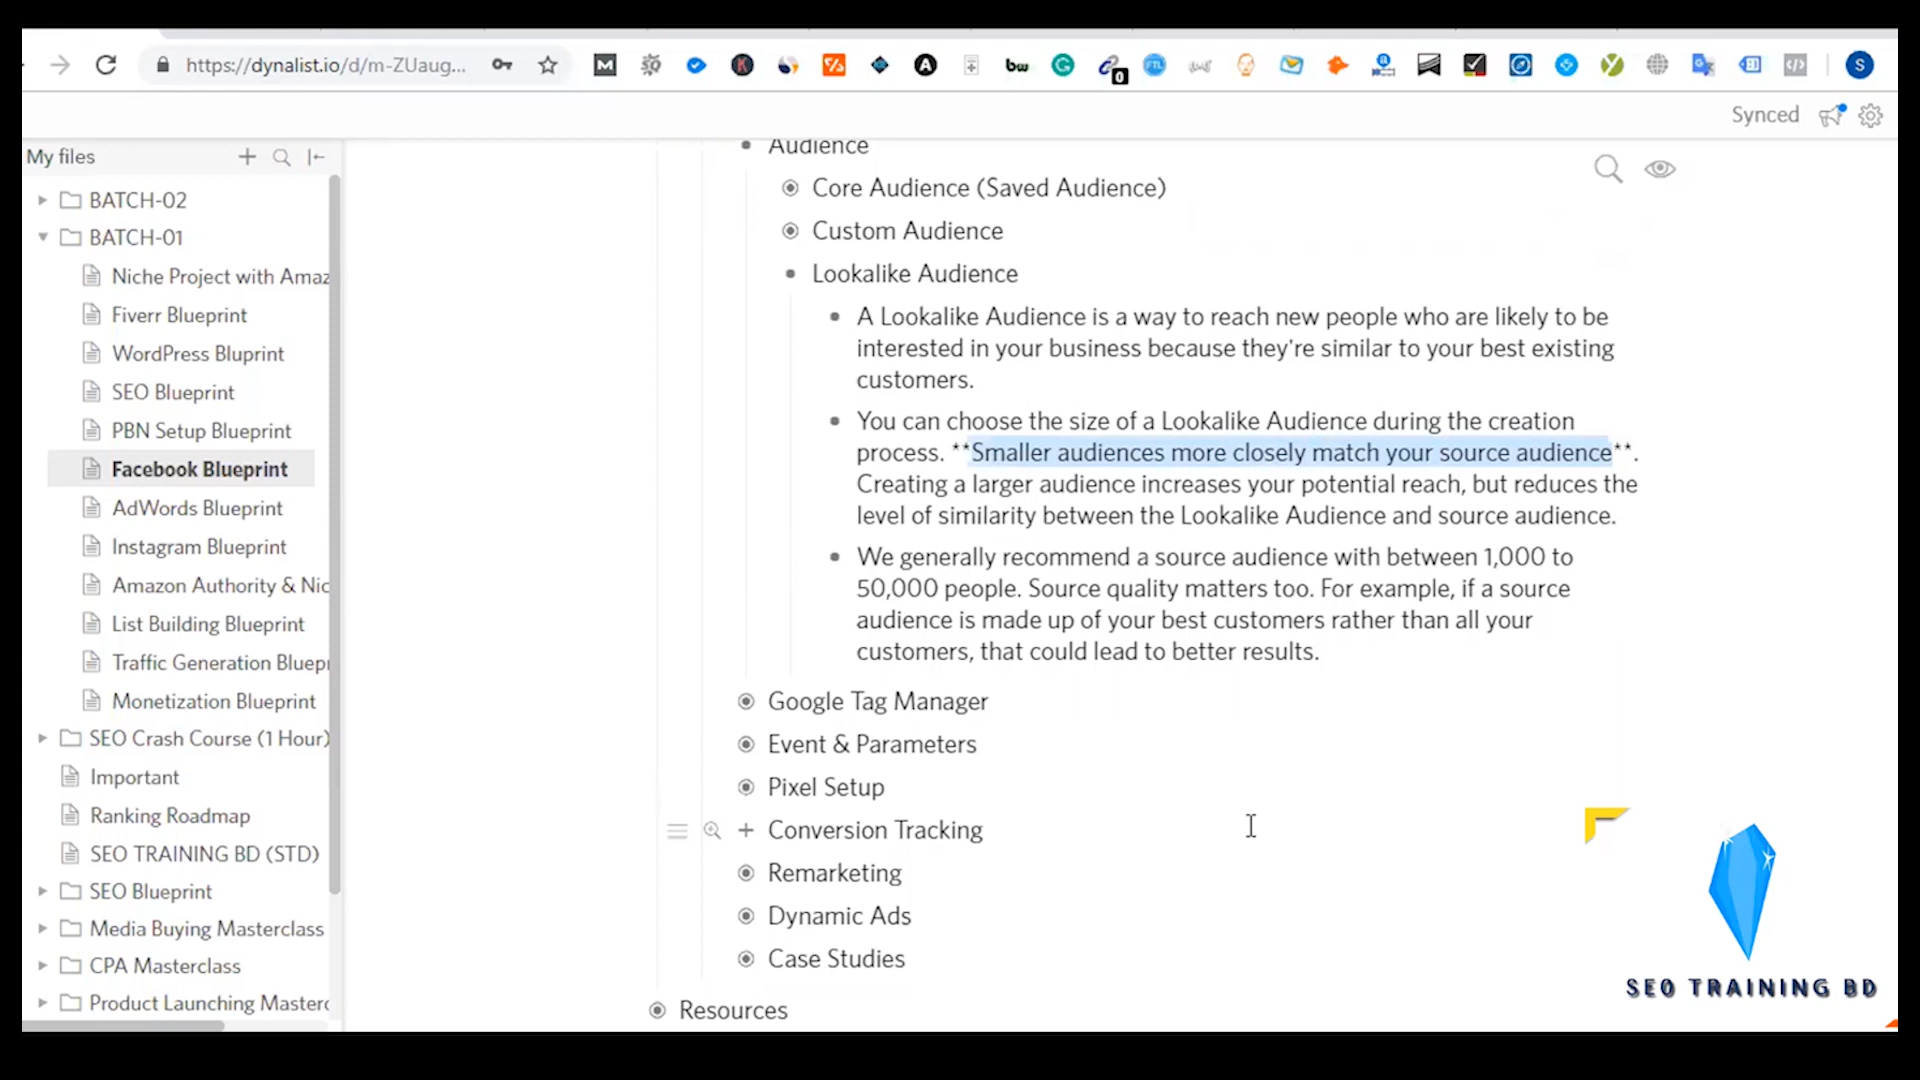 https://dynalist.io/d/m-ZUaug...
M
K
A
bw
G
0
FTL
S
Synced
My files
BATCH-02
BATCH-01
Niche Project with Amaz
Fiverr Blueprint
WordPress Bluprint
SEO Blueprint
PBN Setup Blueprint
Facebook Blueprint
AdWords Blueprint
Instagram Blueprint
Amazon Authority & Nic
List Building Blueprint
Traffic Generation Bluep
Monetization Blueprint
SEO Crash Course (1 Hour)
Important
Ranking Roadmap
SEO TRAINING BD (STD)
SEO Blueprint
Media Buying Masterclass
CPA Masterclass
Product Launching Master
Audience
Core Audience (Saved Audience)
Custom Audience
Lookalike Audience
A Lookalike Audience is a way to reach new people who are likely to be
interested in your business because they're similar to your best existing
customers.
You can choose the size of a Lookalike Audience during the creation
process. **Smaller audiences more closely match your source audience**.
Creating a larger audience increases your potential reach, but reduces the
level of similarity between the Lookalike Audience and source audience.
We generally recommend a source audience with between 1,000 to
50,000 people. Source quality matters too. For example, if a source
audience is made up of your best customers rather than all your
customers, that could lead to better results.
Google Tag Manager
Event & Parameters
Pixel Setup
Conversion Tracking
Remarketing
Dynamic Ads
Case Studies
Resources
SEO TRAINING BD